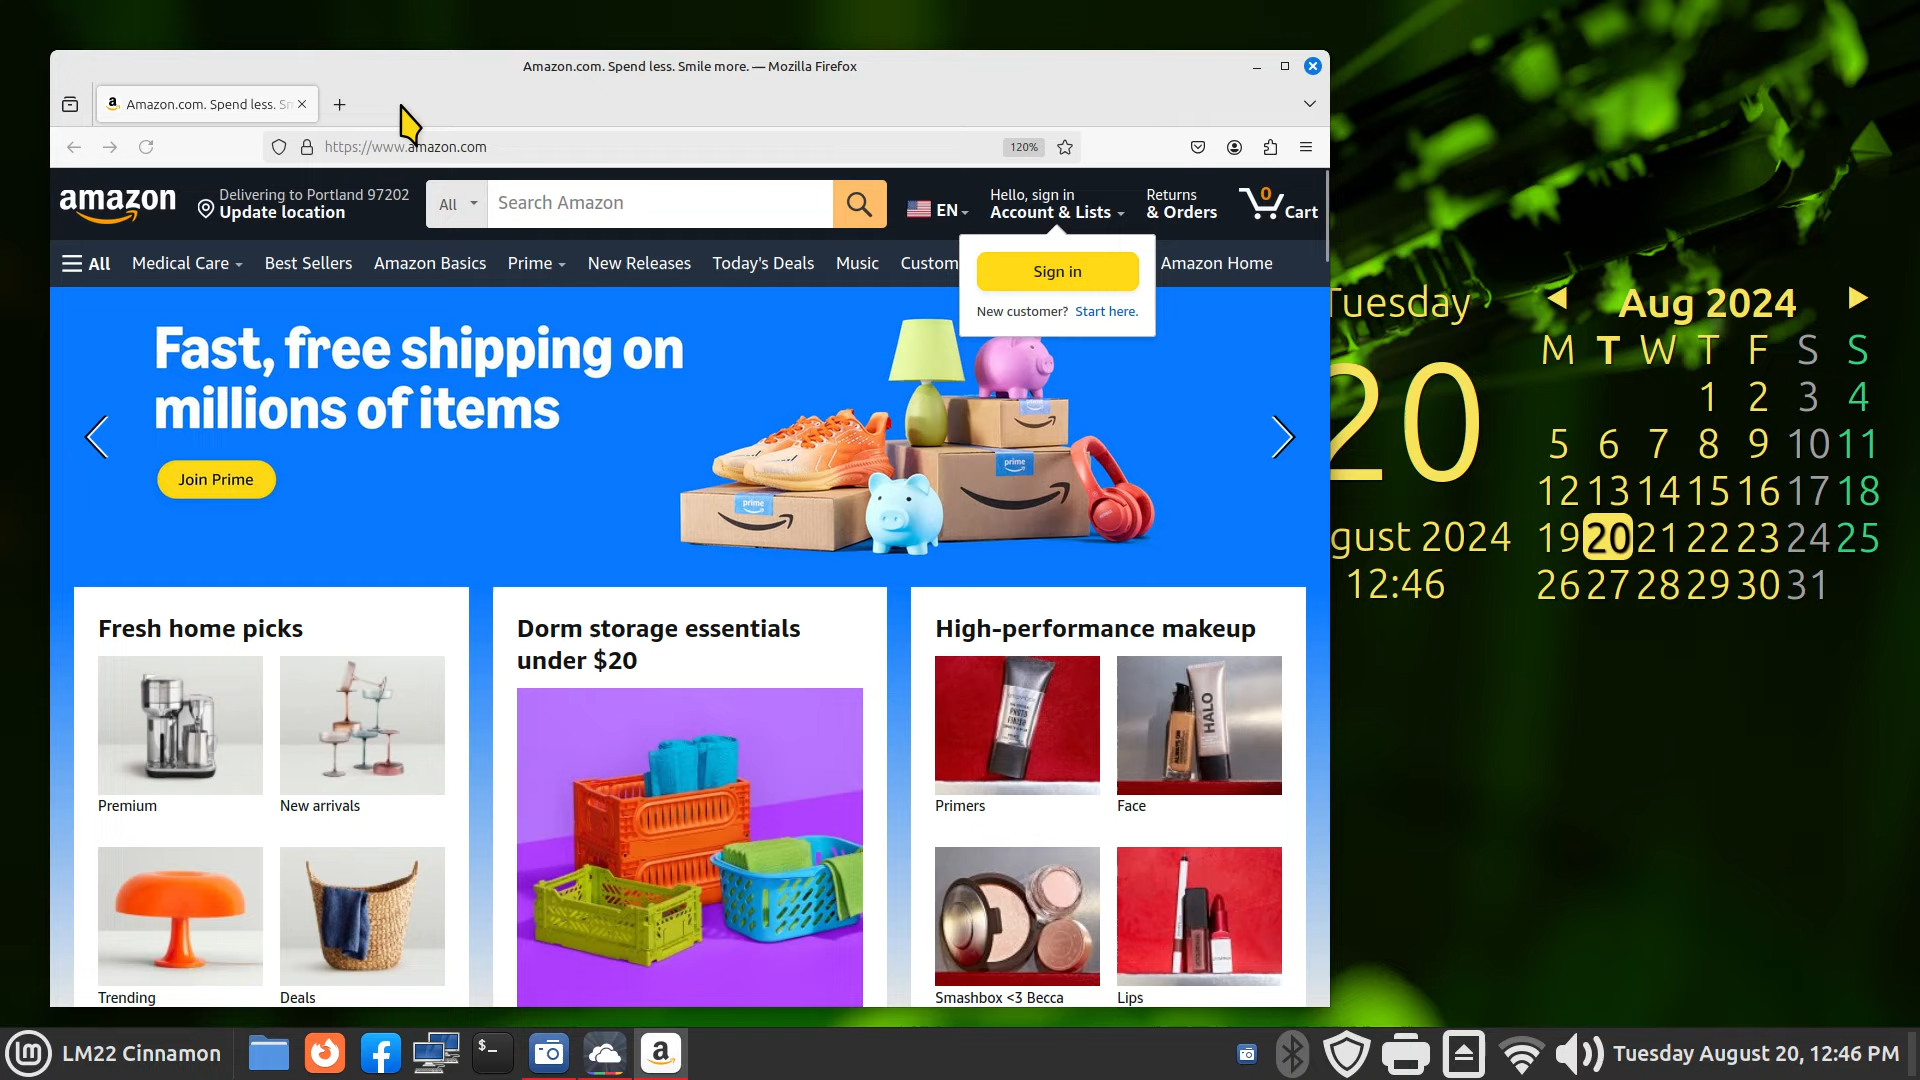 Amazon.com. Spend less. Smile more. — Mozilla Firefox
Amazon.com. Spend less. Sm
https://www.amazon.com
120%
amazon
Delivering to Portland 97202
Update location
All
Search Amazon
EN
Hello, sign in
Account & Lists
Returns
& Orders
0
Cart
All
Medical Care
Best Sellers
Amazon Basics
Prime
New Releases
Today's Deals
Music
Custom
Amazon Home
Sign in
New customer? Start here.
Fast, free shipping on
millions of items
Join Prime
prime
prime
prime
Fresh home picks
Premium
New arrivals
Trending
Deals
Dorm storage essentials
under $20
High-performance makeup
PHOTO
FINISH
Primers
HALO
Face
Smashbox <3 Becca
Lips
Tuesday
20
gust 2024
12:46
Aug 2024
M T W T F S S
1 2 3 4
5 6 7 8 9 10 11
12 13 14 15 16 17 18
19 20 21 22 23 24 25
26 27 28 29 30 31
LM22 Cinnamon
$_
Tuesday August 20, 12:46 PM